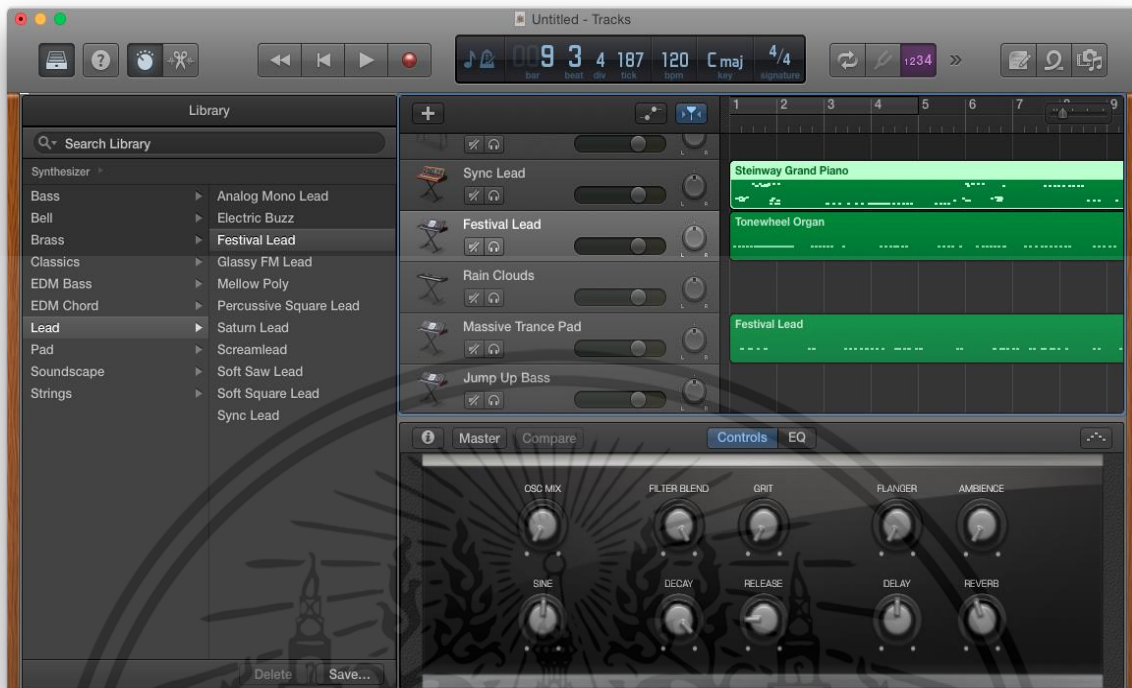 Untitled - Tracks
?
009 3 4 187 120 C maj 4/4
bar beat div tick bpm key signature
1234
»
Library
Search Library
Synthesizer
Bass
Bell
Brass
Classics
EDM Bass
EDM Chord
Lead
Pad
Soundscape
Strings
Analog Mono Lead
Electric Buzz
Festival Lead
Glassy FM Lead
Mellow Poly
Percussive Square Lead
Saturn Lead
Screamlead
Soft Saw Lead
Soft Square Lead
Sync Lead
Delete Save...
+
1 2 3 4 5 6 7 8 9
L R
Sync Lead
L R
Festival Lead
L R
Rain Clouds
L R
Massive Trance Pad
L R
Jump Up Bass
L R
Steinway Grand Piano
Tonewheel Organ
Festival Lead
Master Compare Controls EQ
OSC MIX FILTER BLEND GRIT FLANGER AMBIENCE
SINE DECAY RELEASE DELAY REVERB